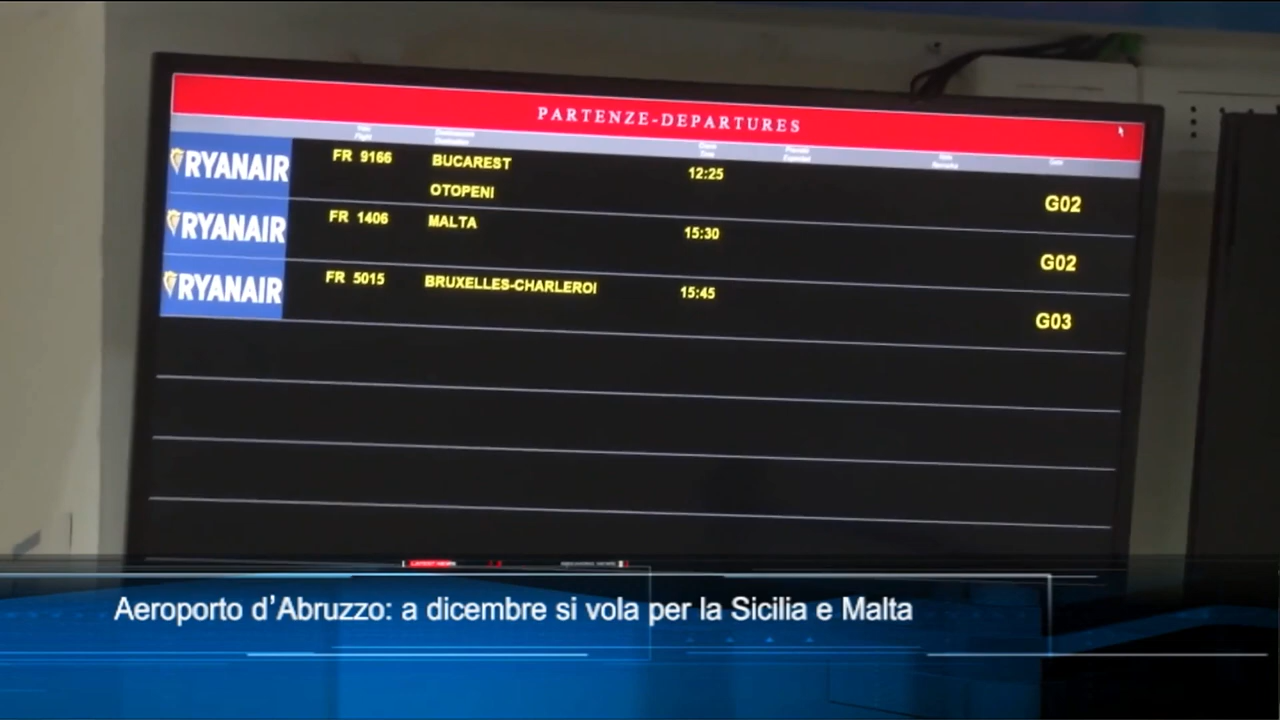 PARTENZE-DEPARTURES
RYANAIR FR 9166 BUCAREST 12:25 G02
OTOPENI
RYANAIR FR 1406 MALTA 15:30 G02
RYANAIR FR 5015 BRUXELLES-CHARLEROI 15:45 G03
Aeroporto d'Abruzzo: a dicembre si vola per la Sicilia e Malta